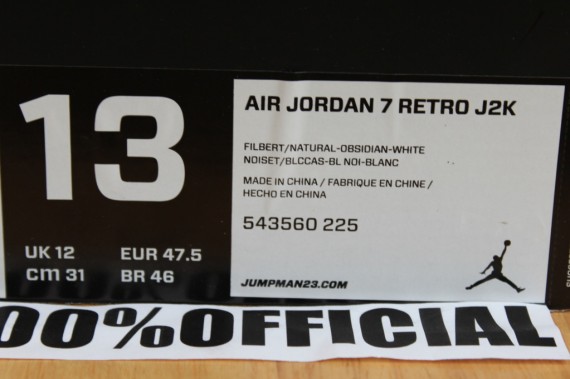 13
UK 12 EUR 47.5
cm 31 BR 46
AIR JORDAN 7 RETRO J2K
FILBERT/NATURAL-OBSIDIAN-WHITE
NOISET/BLCCAS-BL NOI-BLANC
MADE IN CHINA / FABRIQUE EN CHINE /
HECHO EN CHINA
543560 225
JUMPMAN23.COM
00%OFFICIAL